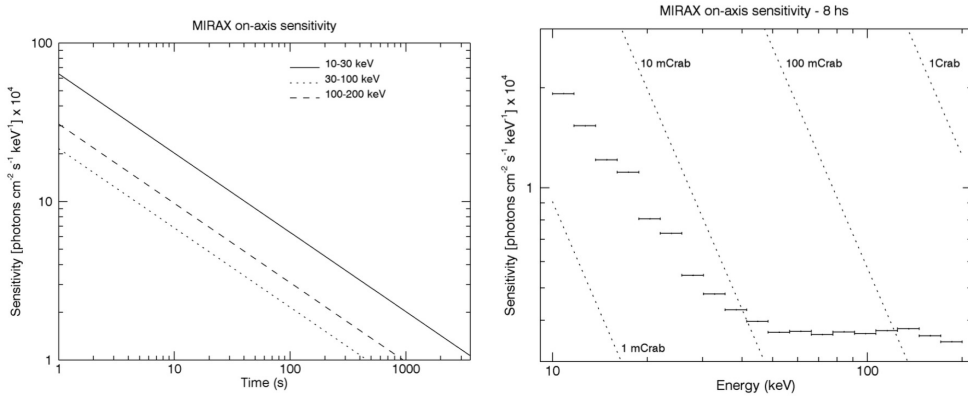 MIRAX on-axis sensitivity
Sensitivity [photons cm⁻² s⁻¹ keV⁻¹] x 10⁴
100
10
1
10-30 keV
30-100 keV
100-200 keV
1
10
100
1000
Time (s)
MIRAX on-axis sensitivity - 8 hs
Sensitivity [photons cm⁻² s⁻¹ keV⁻¹] x 10⁴
1
10 mCrab
100 mCrab
1Crab
1 mCrab
10
100
Energy (keV)